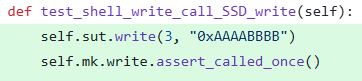 def test_shell_write_call_SSD_write(self):
    self.sut.write(3, "0xAAAABBBB")
    self.mk.write.assert_called_once()